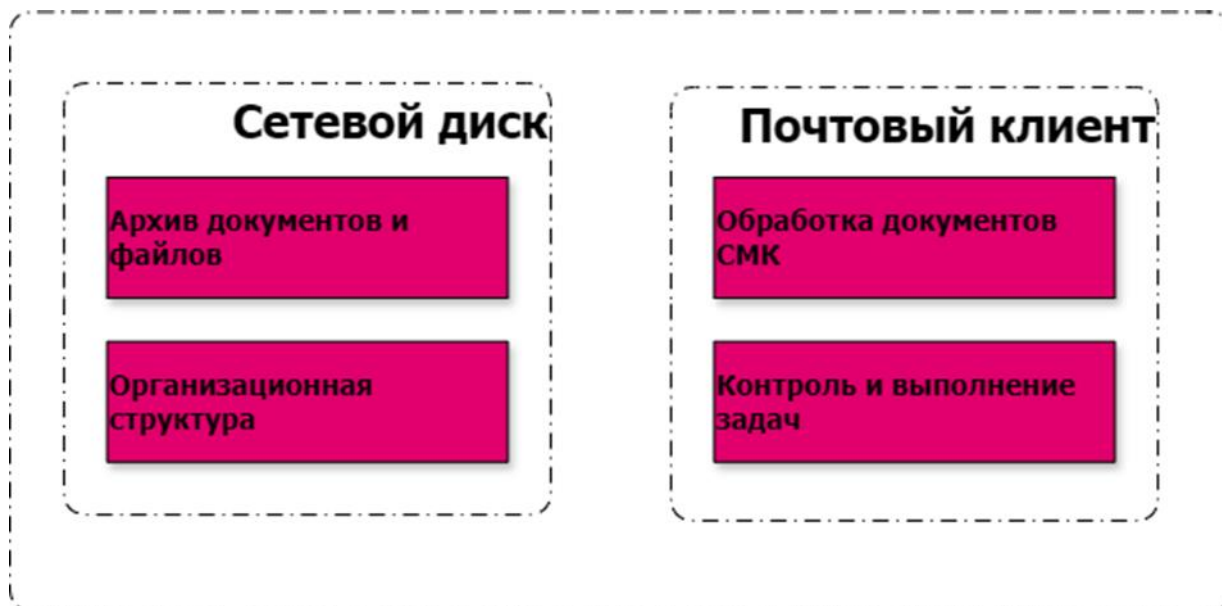 Сетевой диск
Архив документов и
файлов
Организационная
структура
Почтовый клиент
Обработка документов
СМК
Контроль и выполнение
задач